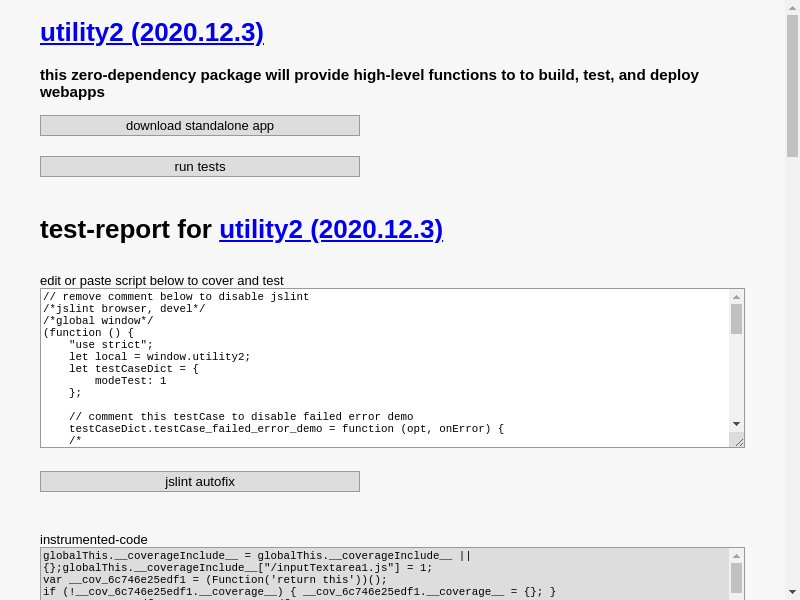 utility2 (2020.12.3)
this zero-dependency package will provide high-level functions to to build, test, and deploy
webapps
download standalone app
run tests
test-report for utility2 (2020.12.3)
edit or paste script below to cover and test
// remove comment below to disable jslint
/*jslint browser, devel*/
/*global window*/
(function () {
    "use strict";
    let local = window.utility2;
    let testCaseDict = {
        modeTest: 1
    };
    // comment this testCase to disable failed error demo
    testCaseDict.testCase_failed_error_demo = function (opt, onError) {
    /*
jslint autofix
instrumented-code
globalThis.__coverageInclude__ = globalThis.__coverageInclude__ ||
{};globalThis.__coverageInclude__["/inputTextarea1.js"] = 1;
var __cov_6c746e25edf1 = (Function('return this'))();
if (!__cov_6c746e25edf1.__coverage__) { __cov_6c746e25edf1.__coverage__ = {}; }